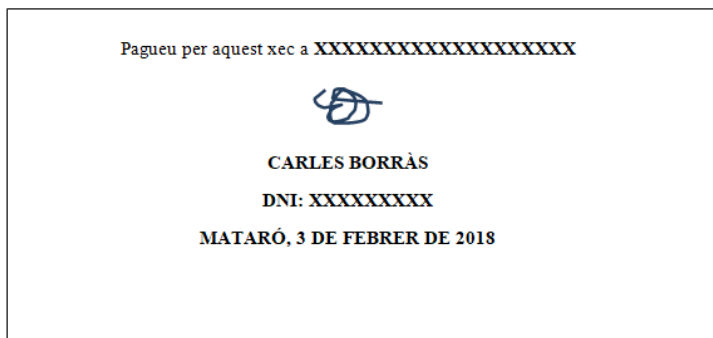 Pagueu per aquest xec a XXXXXXXXXXXXXXXXXXX
CARLES BORRÀS
DNI: XXXXXXXXX
MATARÓ, 3 DE FEBRER DE 2018